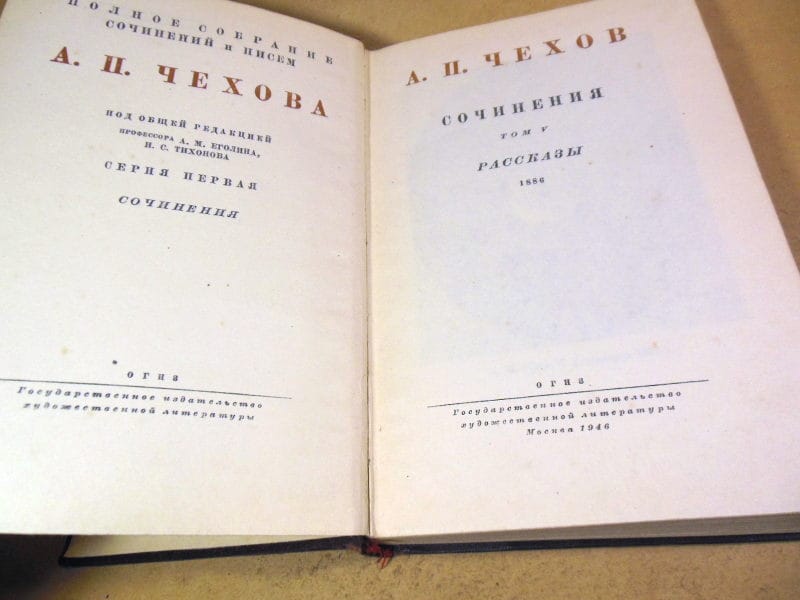 ПОЛНОЕ СОБРАНИЕ
СОЧИНЕНИЙ и ПИСЕМ
А. П. ЧЕХОВА
ПОД ОБЩЕЙ РЕДАКЦИЕЙ
ПРОФЕССОРА А. М. ЕГОЛИНА,
Н. С. ТИХОНОВА
СЕРИЯ ПЕРВАЯ
СОЧИНЕНИЯ
ОГИЗ
Государственное издательство
художественной литературы
А. П. ЧЕХОВ
СОЧИНЕНИЯ
ТОМ V
РАССКАЗЫ
1886
ОГИЗ
Государственное издательство
художественной литературы
Москва 1946